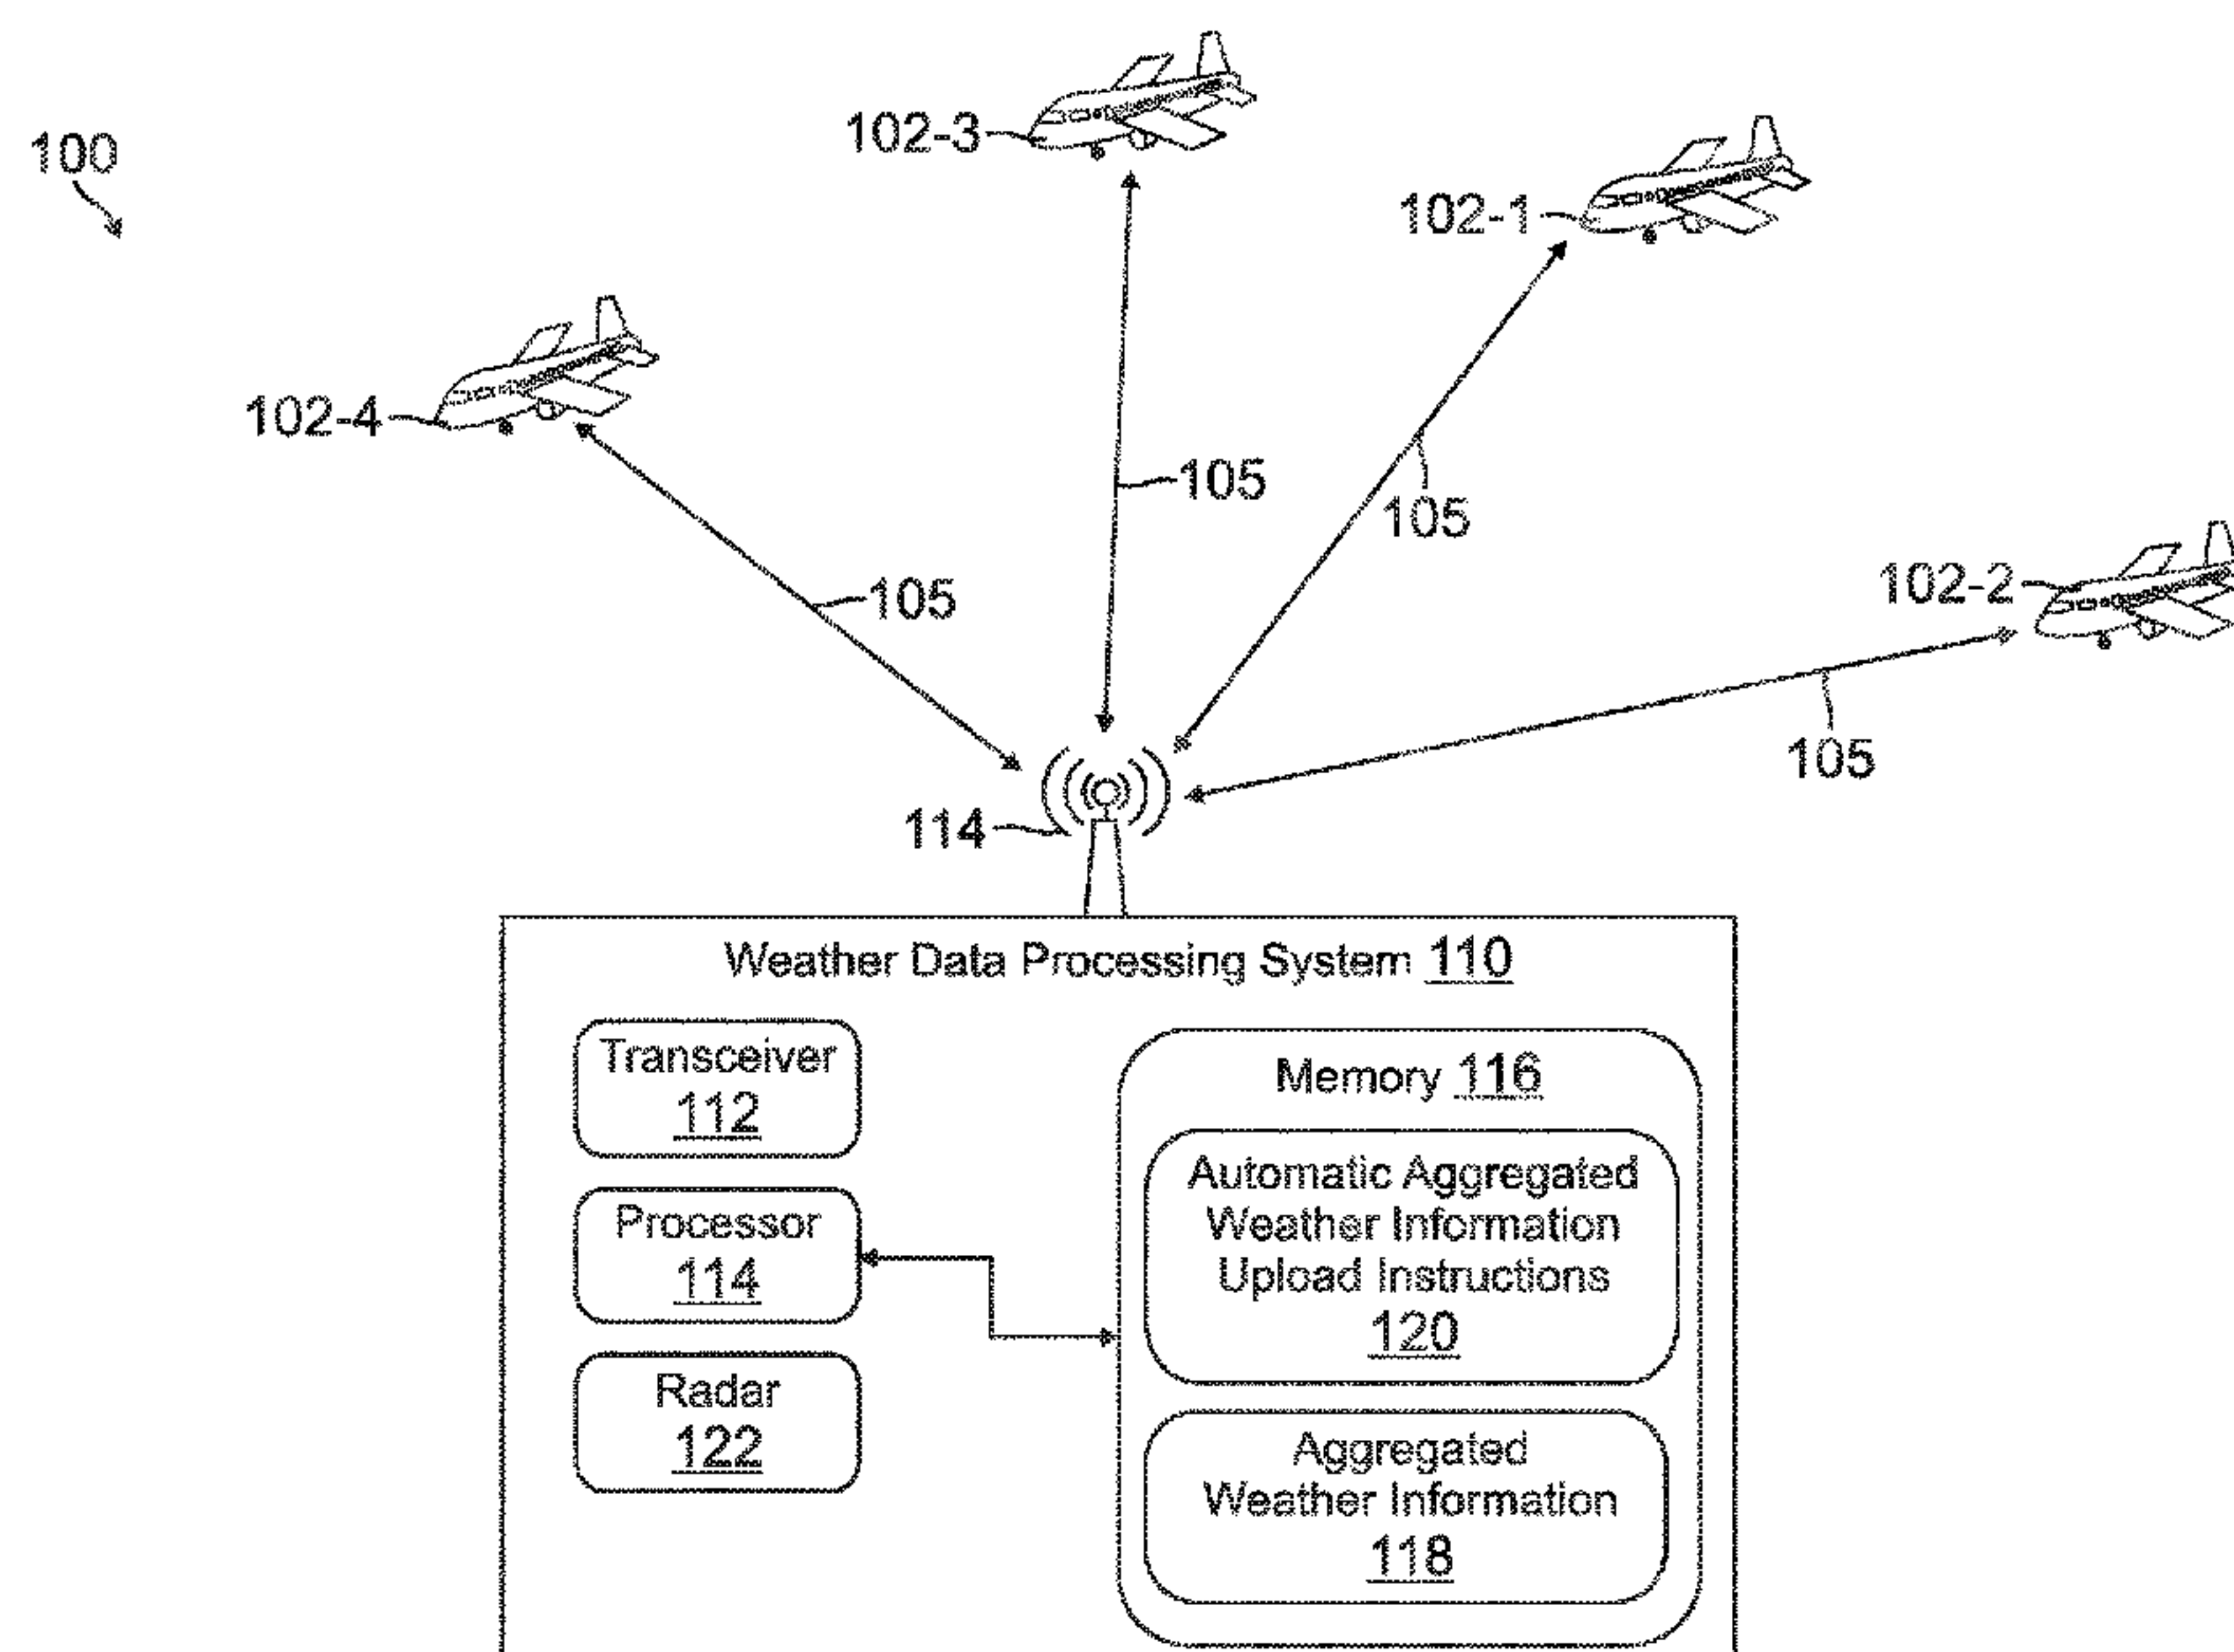 100
102-3
102-1
102-4
105
105
105
102-2
105
114
Weather Data Processing System 110
Transceiver
112
Processor
114
Radar
122
Memory 116
Automatic Aggregated
Weather Information
Upload Instructions
120
Aggregated
Weather Information
118